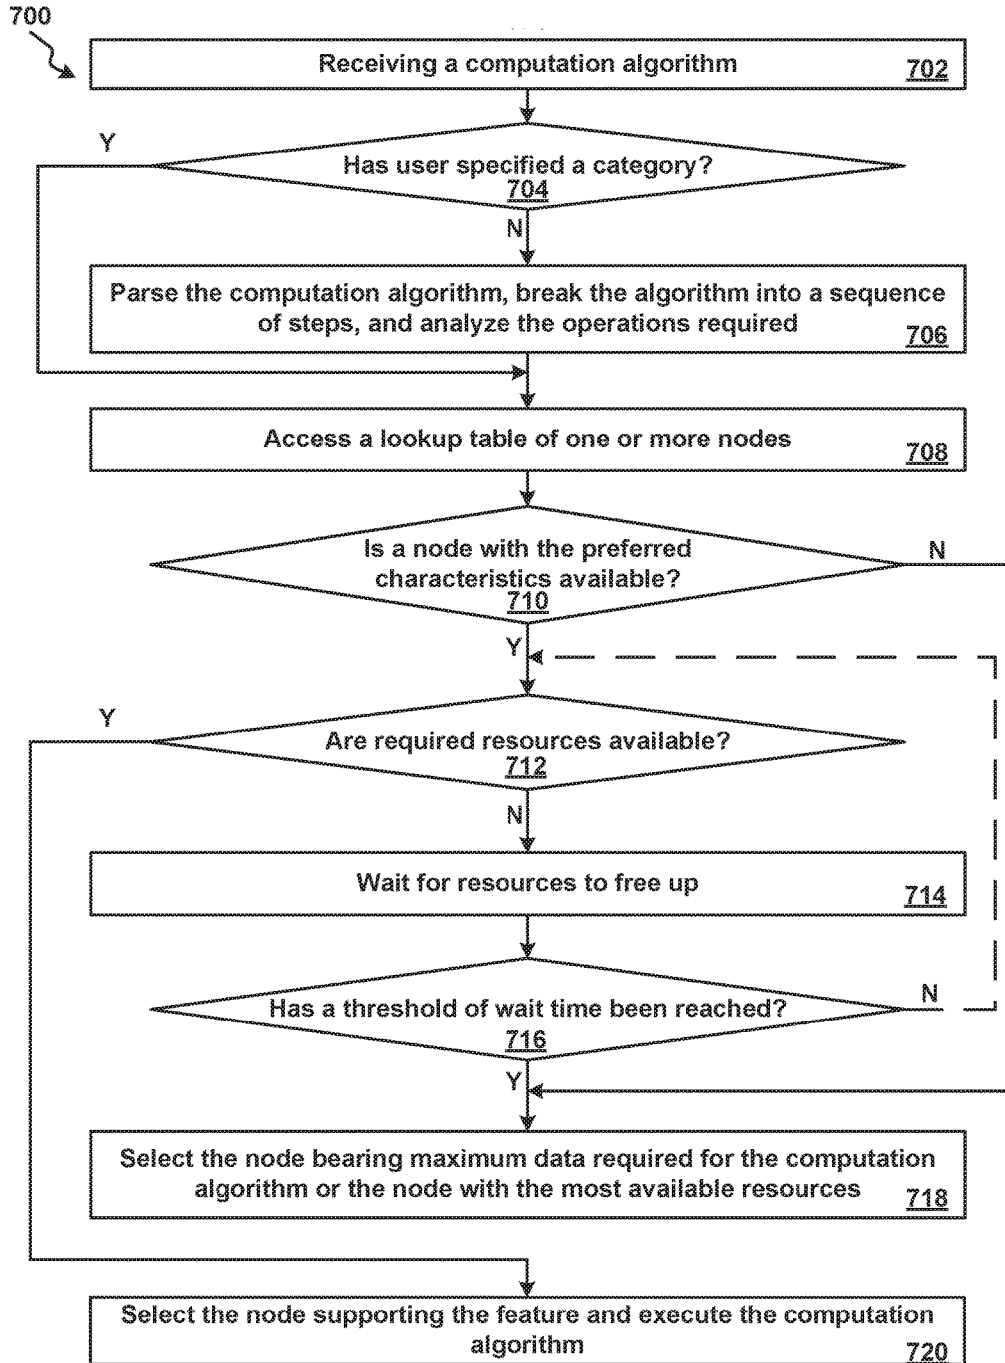 700
Receiving a computation algorithm
702
Y
Has user specified a category?
704
N
Parse the computation algorithm, break the algorithm into a sequence
of steps, and analyze the operations required
706
Access a lookup table of one or more nodes
708
Is a node with the preferred
characteristics available?
710
N
Y
Y
Are required resources available?
712
N
Wait for resources to free up
714
Has a threshold of wait time been reached?
716
N
Y
Select the node bearing maximum data required for the computation
algorithm or the node with the most available resources
718
Select the node supporting the feature and execute the computation
algorithm
720